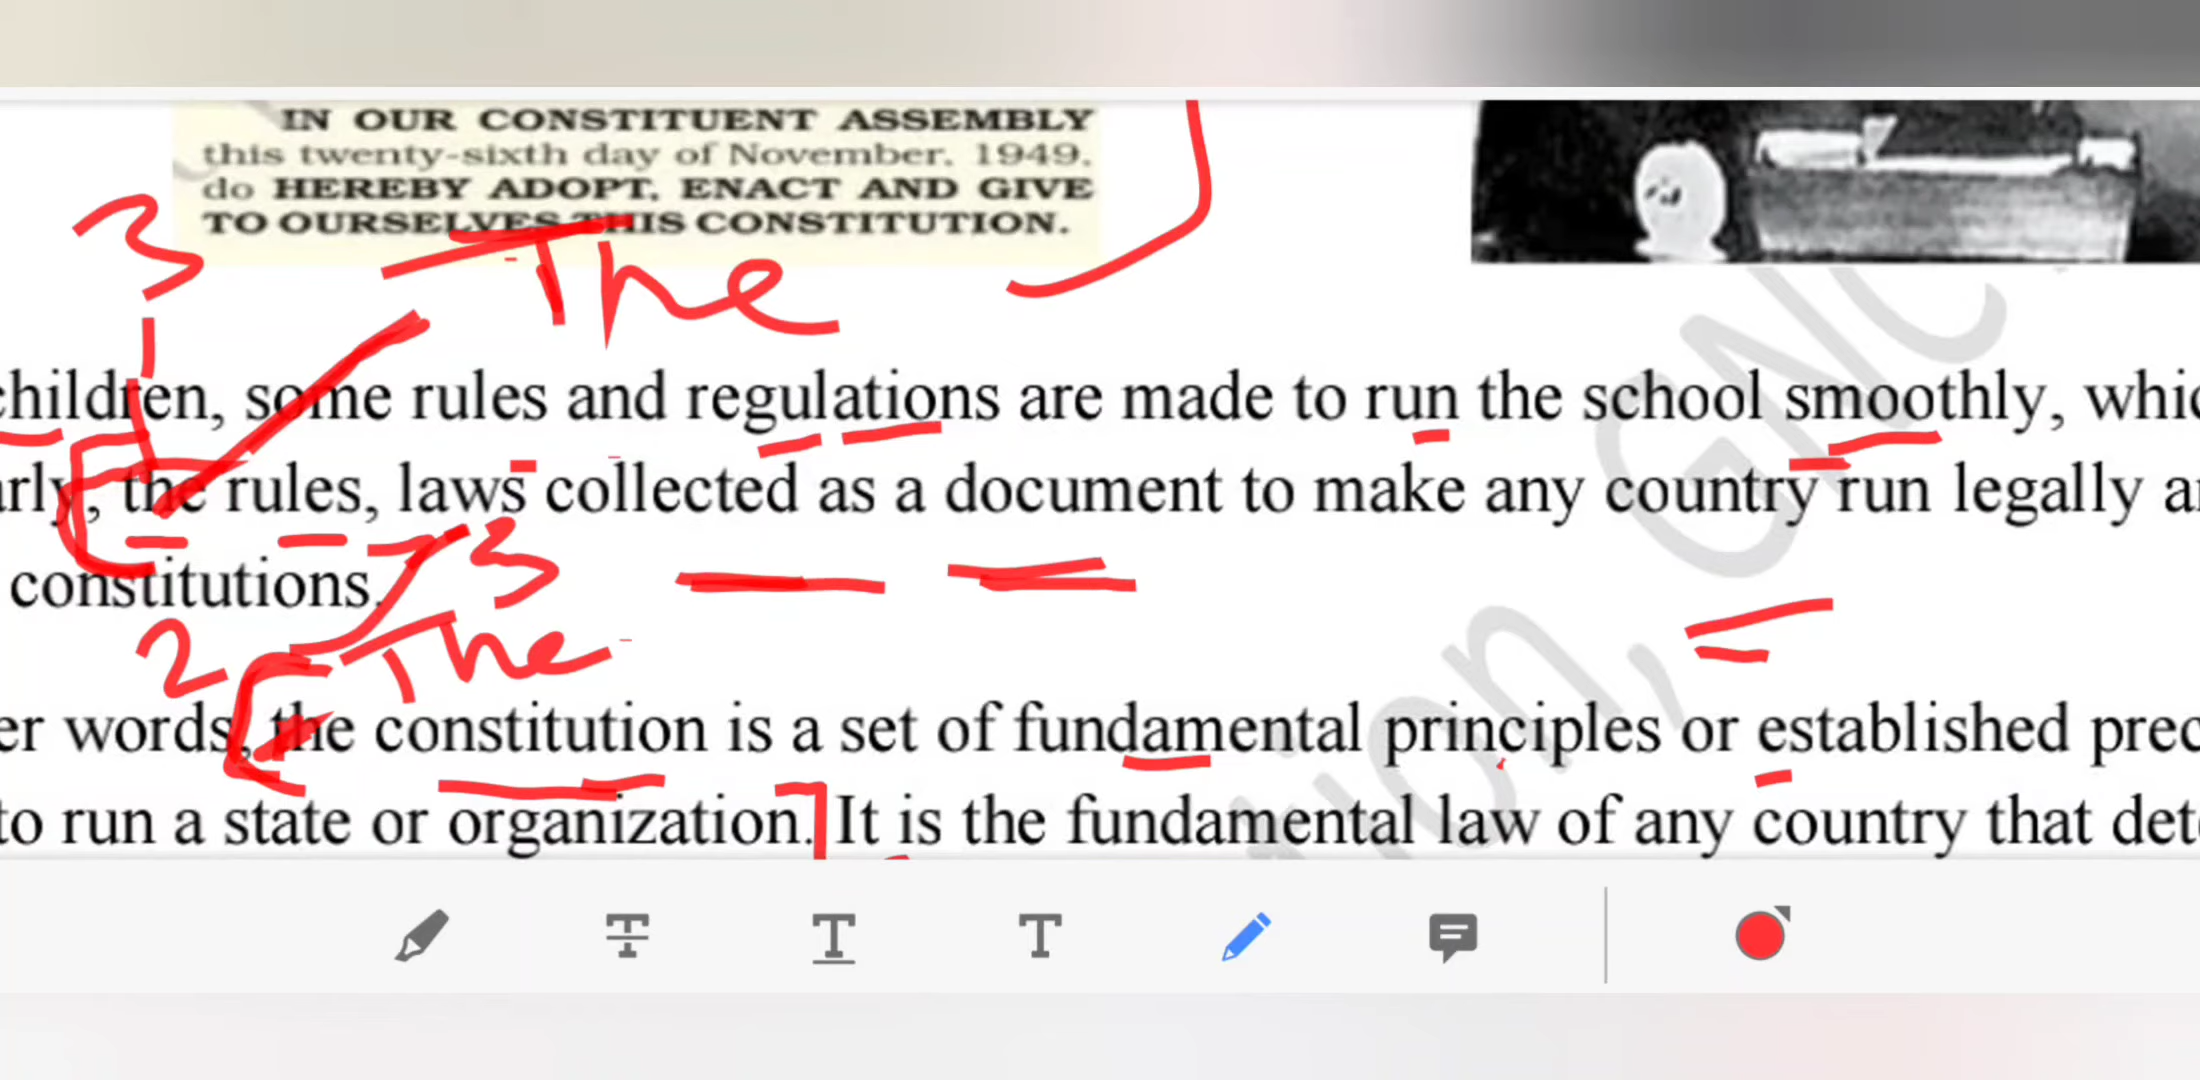 IN OUR CONSTITUENT ASSEMBLY
this twenty-sixth day of November, 1949,
do HEREBY ADOPT, ENACT AND GIVE
TO OURSELVES THIS CONSTITUTION.
3
The
children, some rules and regulations are made to run the school smoothly, whic
arly, the rules, laws collected as a document to make any country run legally an
constitutions.
3
2
The
er words, the constitution is a set of fundamental principles or established prec
to run a state or organization. It is the fundamental law of any country that det